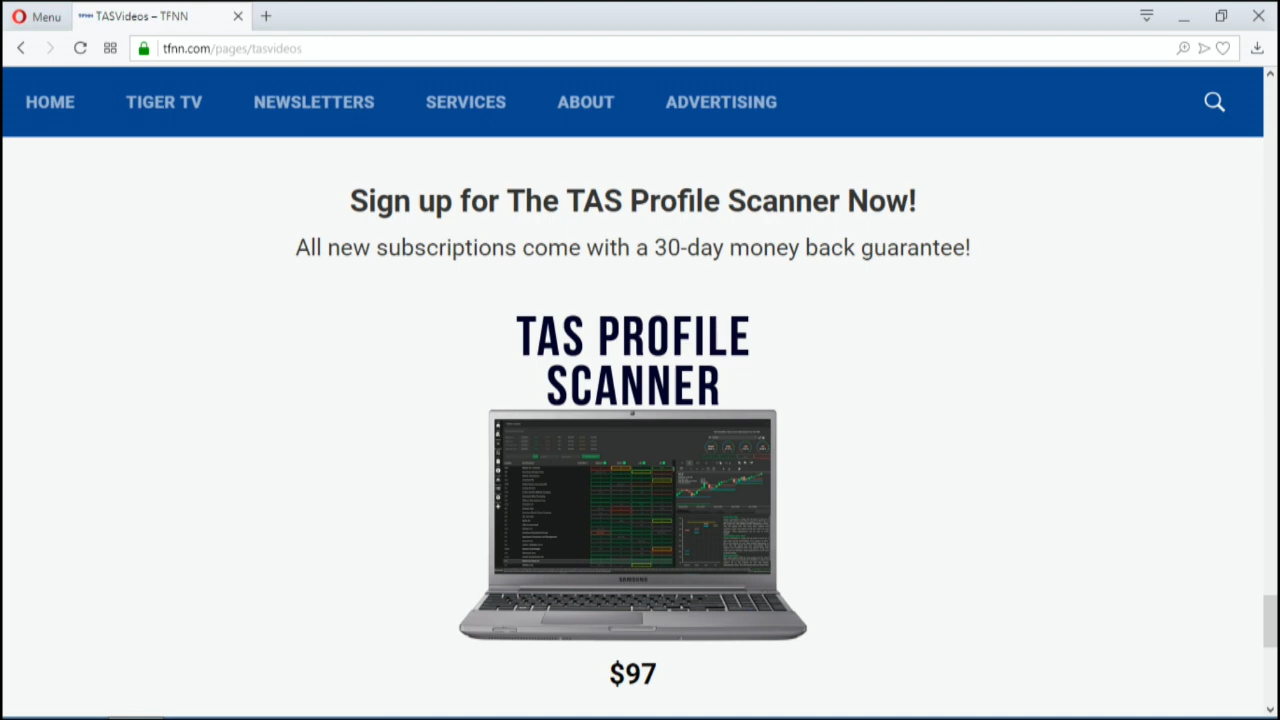 Menu
TFNN TASVideos – TFNN
tfnn.com/pages/tasvideos
HOME TIGER TV NEWSLETTERS SERVICES ABOUT ADVERTISING
Sign up for The TAS Profile Scanner Now!
All new subscriptions come with a 30-day money back guarantee!
TAS PROFILE
SCANNER
SAMSUNG
$97